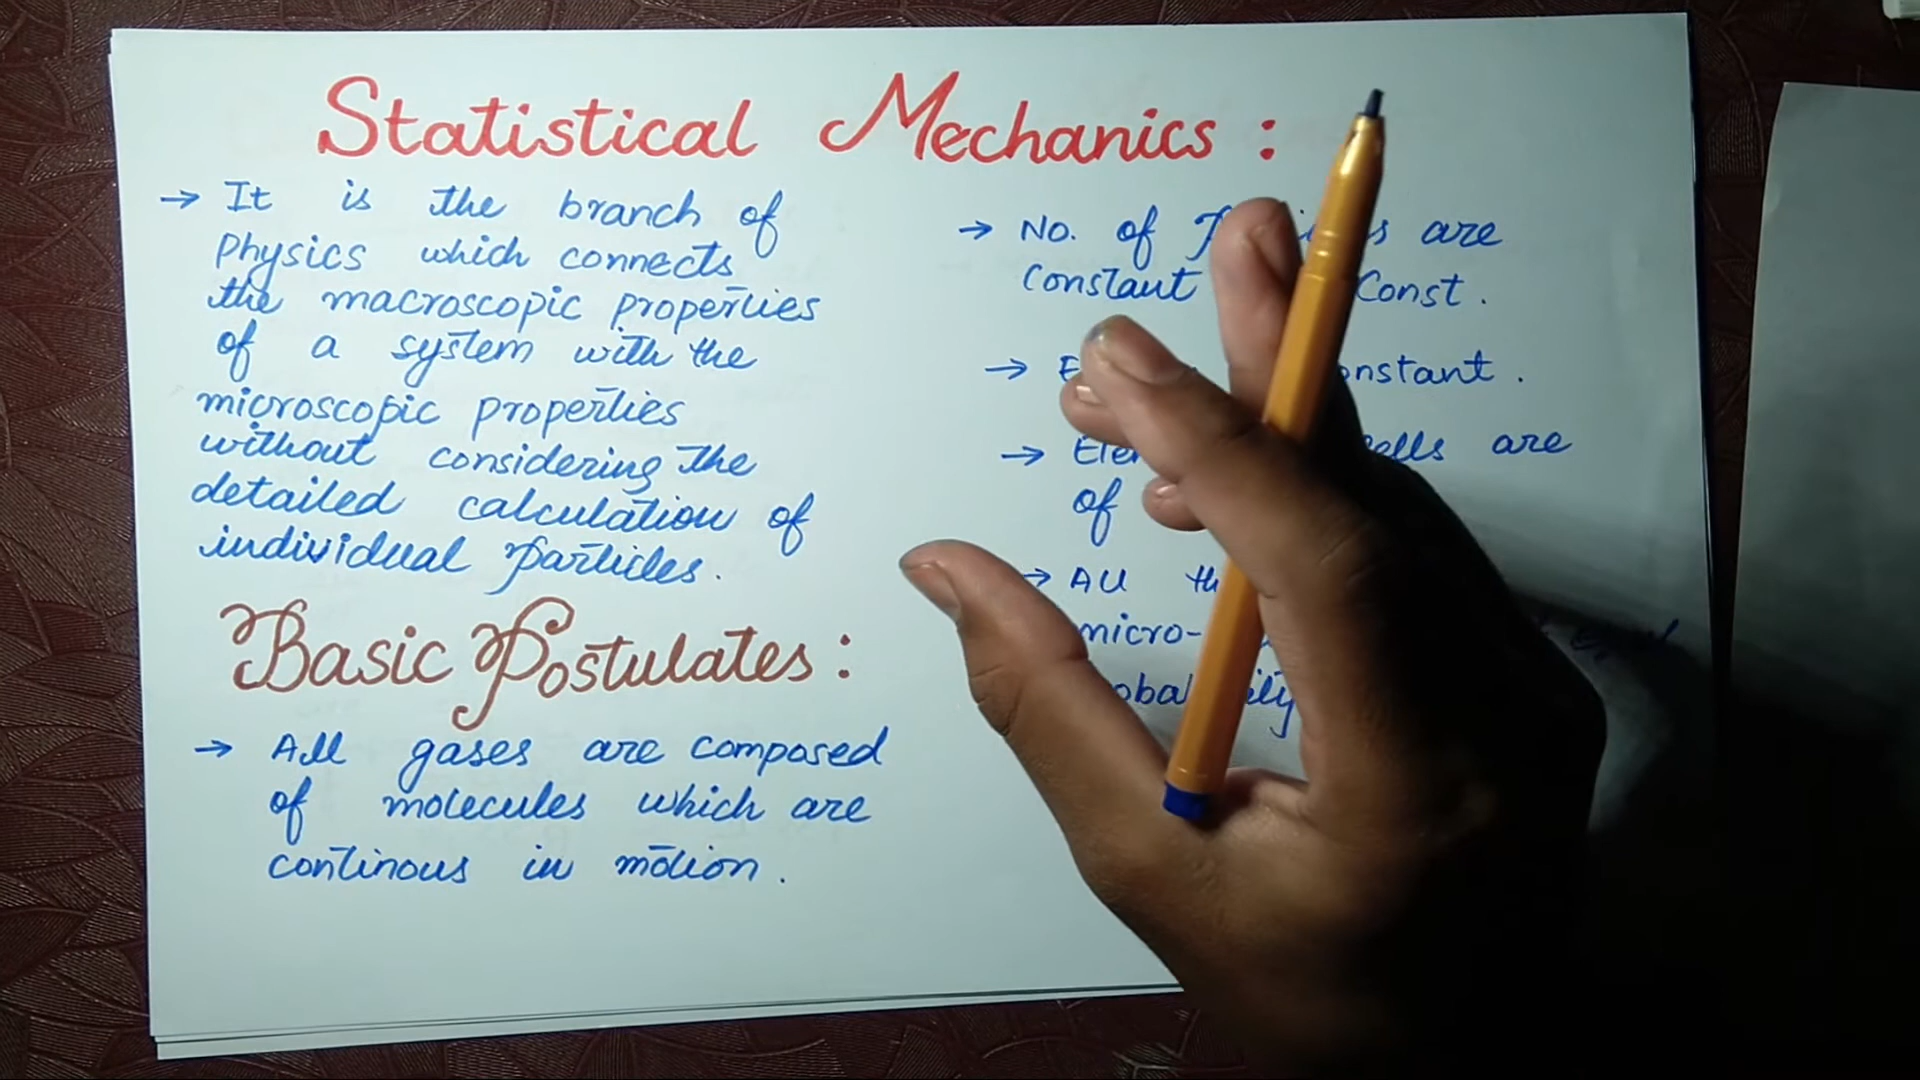 Statistical Mechanics :
→ It is the branch of
Physics which connects
the macroscopic properties
of a system with the
microscopic properties
without considering the
detailed calculation of
individual Particles.
Basic Postulates :
→ All gases are composed
of molecules which are
continous in motion.
→ No. of are
Constant Const.
→ constant.
→ cells are
of
→ All
micro-